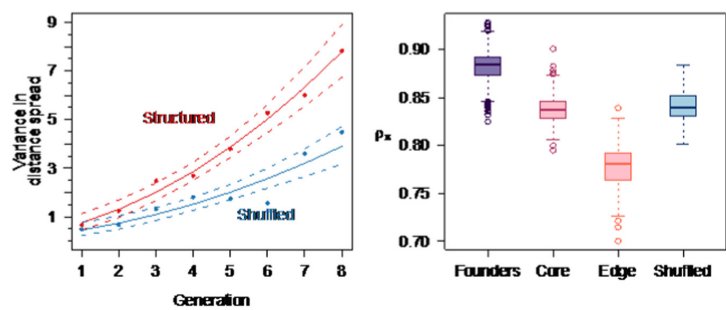 9
7
5
3
1
Variance in
distance spread
Structured
Shuffled
1 2 3 4 5 6 7 8
Generation
0.90
0.85
0.80
0.75
0.70
ρx
Founders Core Edge Shuffled